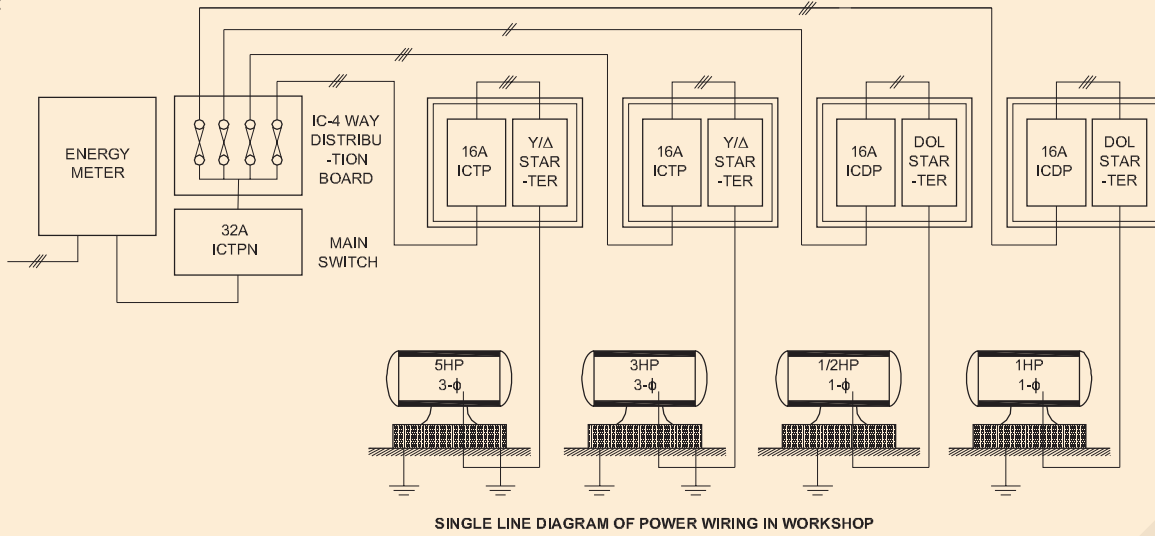 ENERGY
METER
IC-4 WAY
DISTRIBU
-TION
BOARD
32A
ICTPN
MAIN
SWITCH
16A
ICTP
Y/Δ
STAR
-TER
16A
ICTP
Y/Δ
STAR
-TER
16A
ICDP
DOL
STAR
-TER
16A
ICDP
DOL
STAR
-TER
5HP
3-ϕ
3HP
3-ϕ
1/2HP
1-ϕ
1HP
1-ϕ
SINGLE LINE DIAGRAM OF POWER WIRING IN WORKSHOP